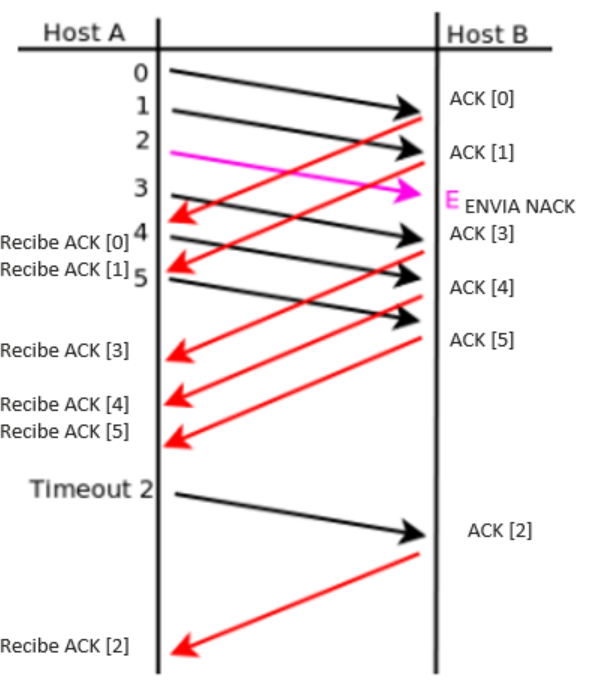 Host A
Host B
0
ACK [0]
1
ACK [1]
2
E ENVIA NACK
3
ACK [3]
4
Recibe ACK [0]
Recibe ACK [1]
5
ACK [4]
ACK [5]
Recibe ACK [3]
Recibe ACK [4]
Recibe ACK [5]
Timeout 2
ACK [2]
Recibe ACK [2]